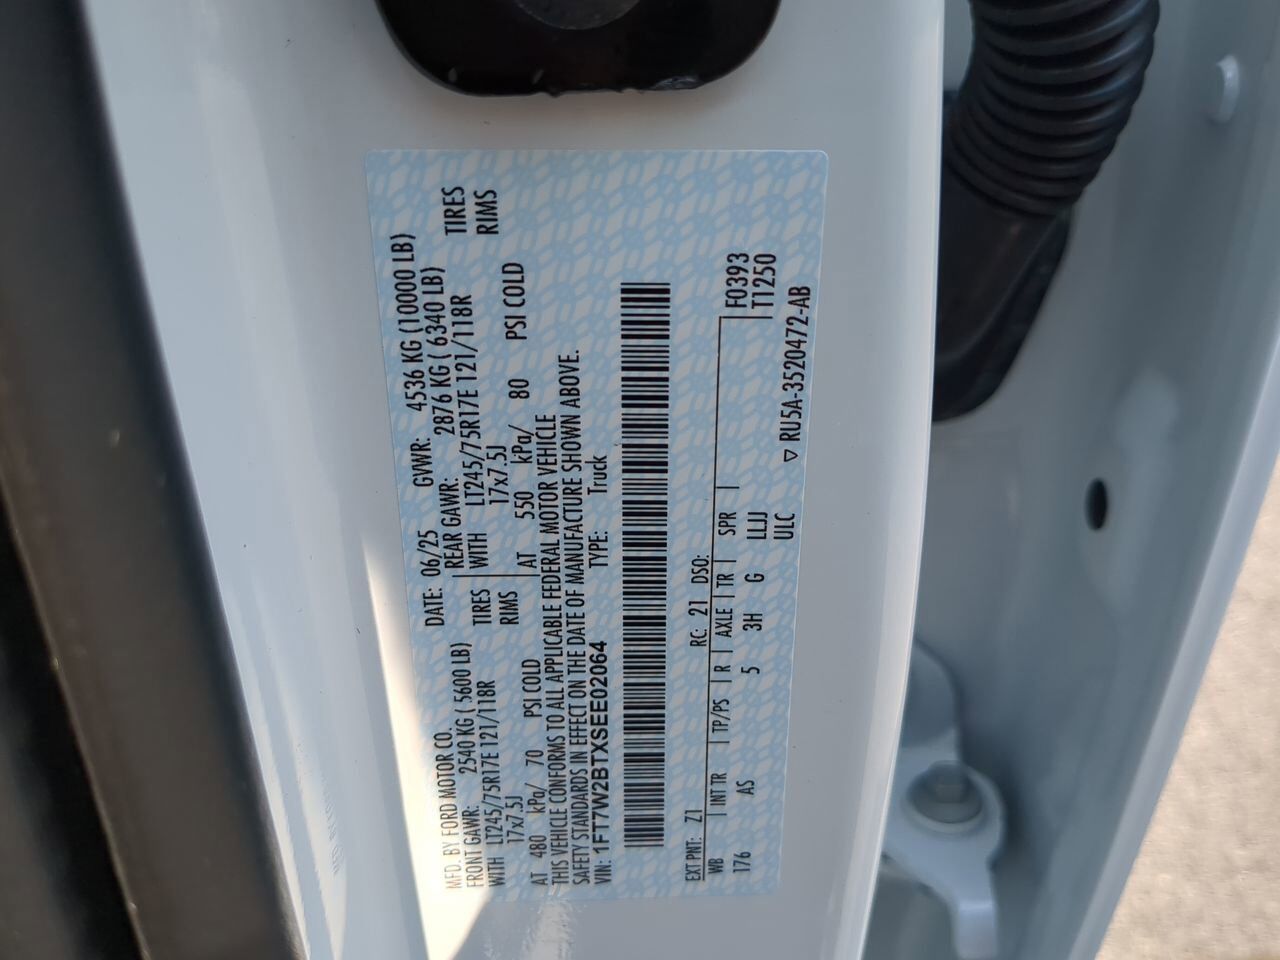 MFD. BY FORD MOTOR CO.
DATE: 06/25 GVWR: 4536 KG (10000 LB)
FRONT GAWR: 2540 KG ( 5600 LB) REAR GAWR: 2876 KG ( 6340 LB)
WITH LT245/75R17E 121/118R TIRES WITH LT245/75R17E 121/118R TIRES
17x7.5J RIMS 17x7.5J RIMS
AT 480 kPa/ 70 PSI COLD AT 550 kPa/ 80 PSI COLD
THIS VEHICLE CONFORMS TO ALL APPLICABLE FEDERAL MOTOR VEHICLE
SAFETY STANDARDS IN EFFECT ON THE DATE OF MANUFACTURE SHOWN ABOVE.
VIN: 1FT7W2BTXSEE02064 TYPE: Truck
EXT PNT: Z1 RC: 21 DSO:
WB INT TR TP/PS R AXLE TR SPR F0393
176 AS 5 3H G LLJJ T1250
ULC ▽ RU5A-3520472-AB